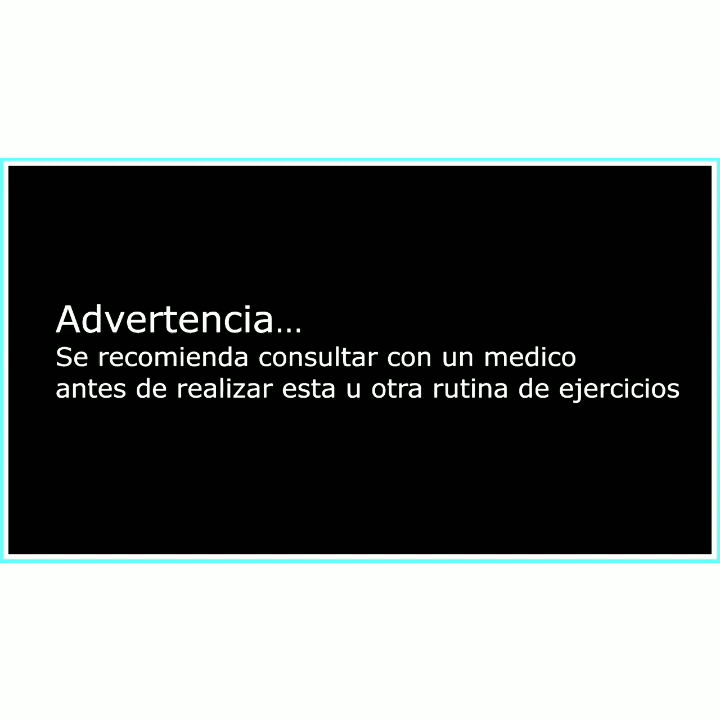 Advertencia...
Se recomienda consultar con un medico
antes de realizar esta u otra rutina de ejercicios